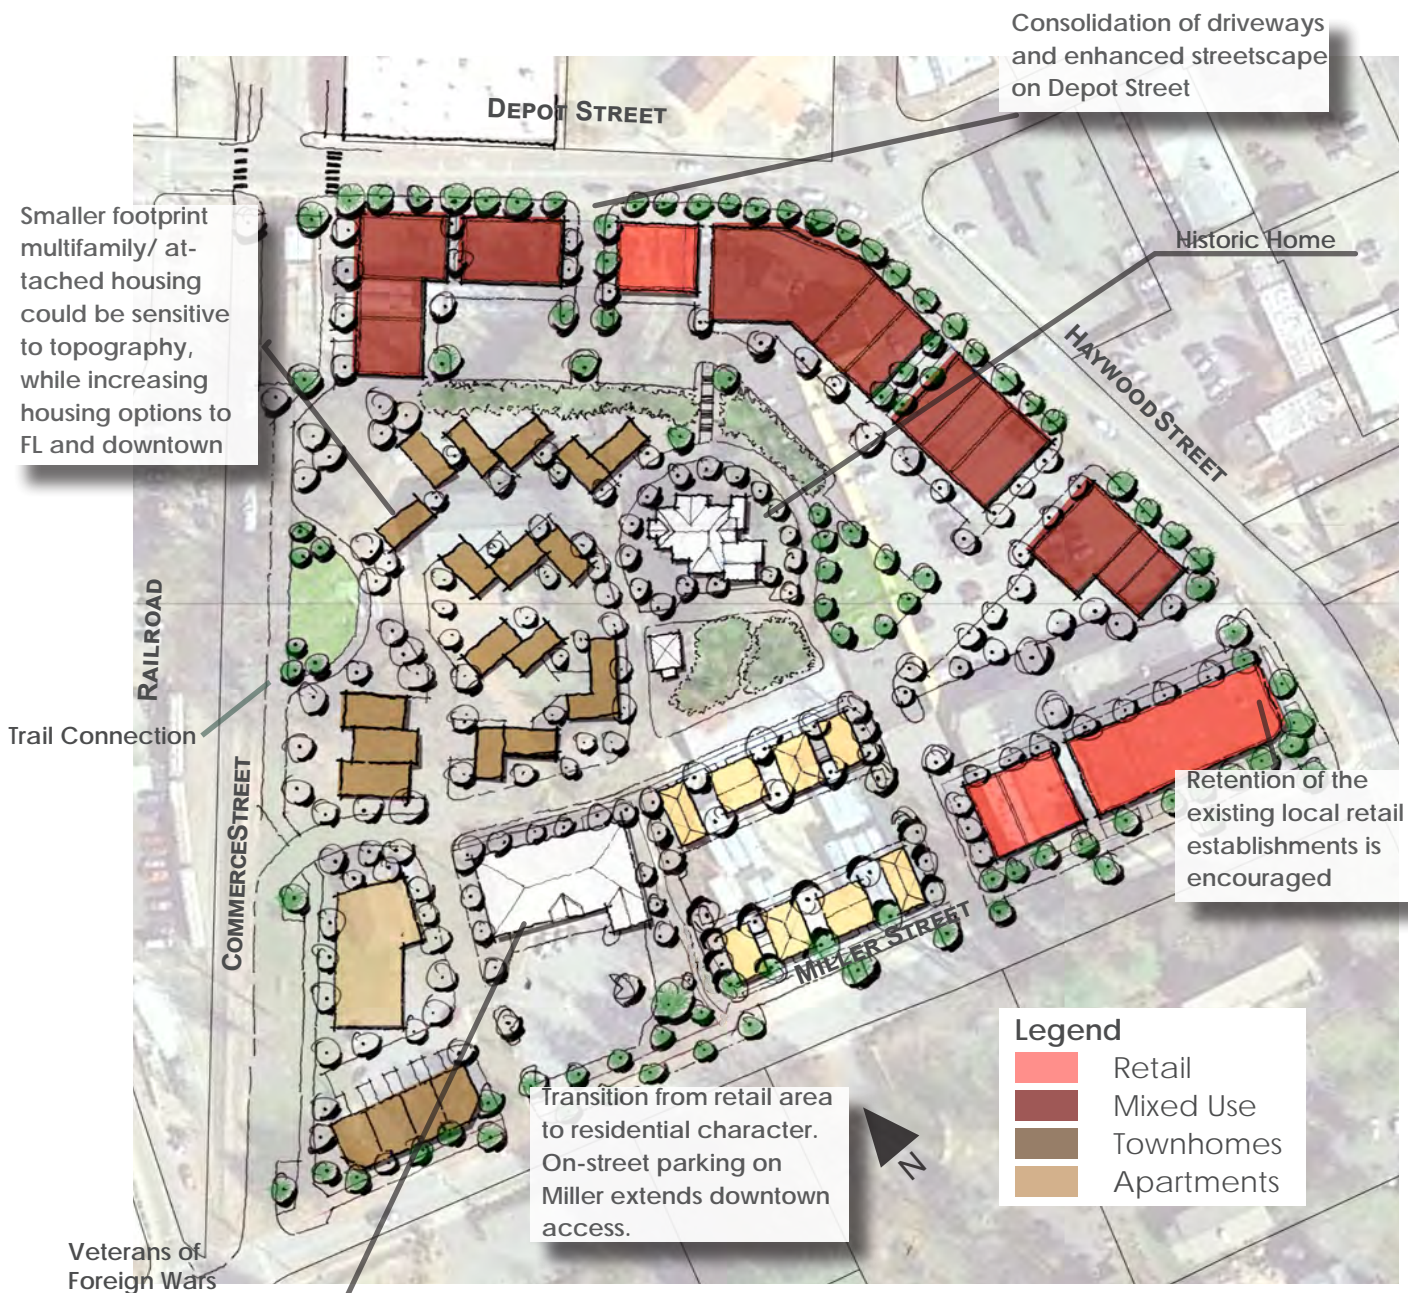 Consolidation of driveways
and enhanced streetscape
on Depot Street
DEPOT STREET
Smaller footprint
multifamily/ at-
tached housing
could be sensitive
to topography,
while increasing
housing options to
FL and downtown
Historic Home
HAYWOOD STREET
RAILROAD
Trail Connection
COMMERCE STREET
Retention of the
existing local retail
establishments is
encouraged
MILLER STREET
Legend
Retail
Mixed Use
Townhomes
Apartments
Transition from retail area
to residential character.
On-street parking on
Miller extends downtown
access.
N
Veterans of
Foreign Wars